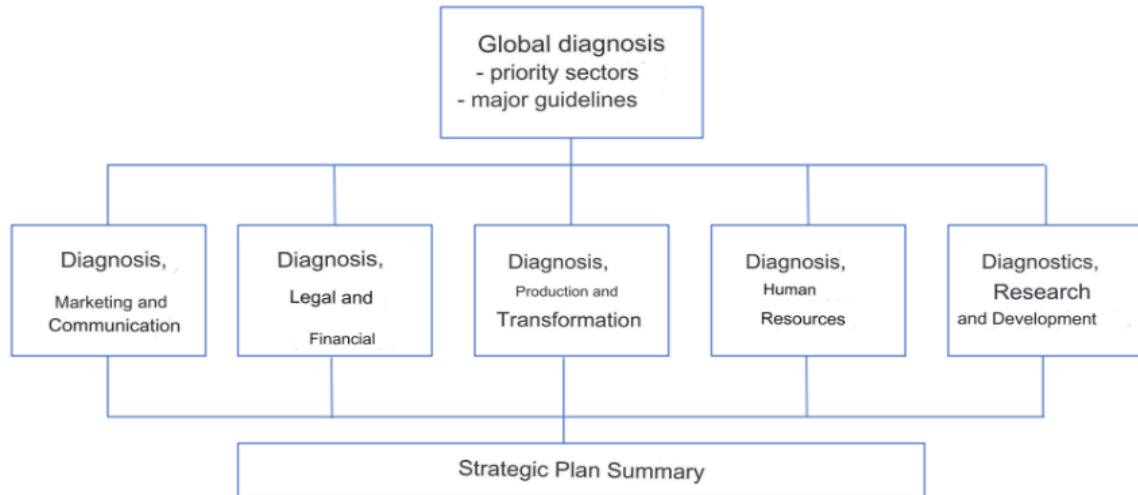 Global diagnosis
- priority sectors
- major guidelines
Diagnosis,
Marketing and
Communication
Diagnosis,
Legal and
Financial
Diagnosis,
Production and
Transformation
Diagnosis,
Human
Resources
Diagnostics,
Research
and Development
Strategic Plan Summary